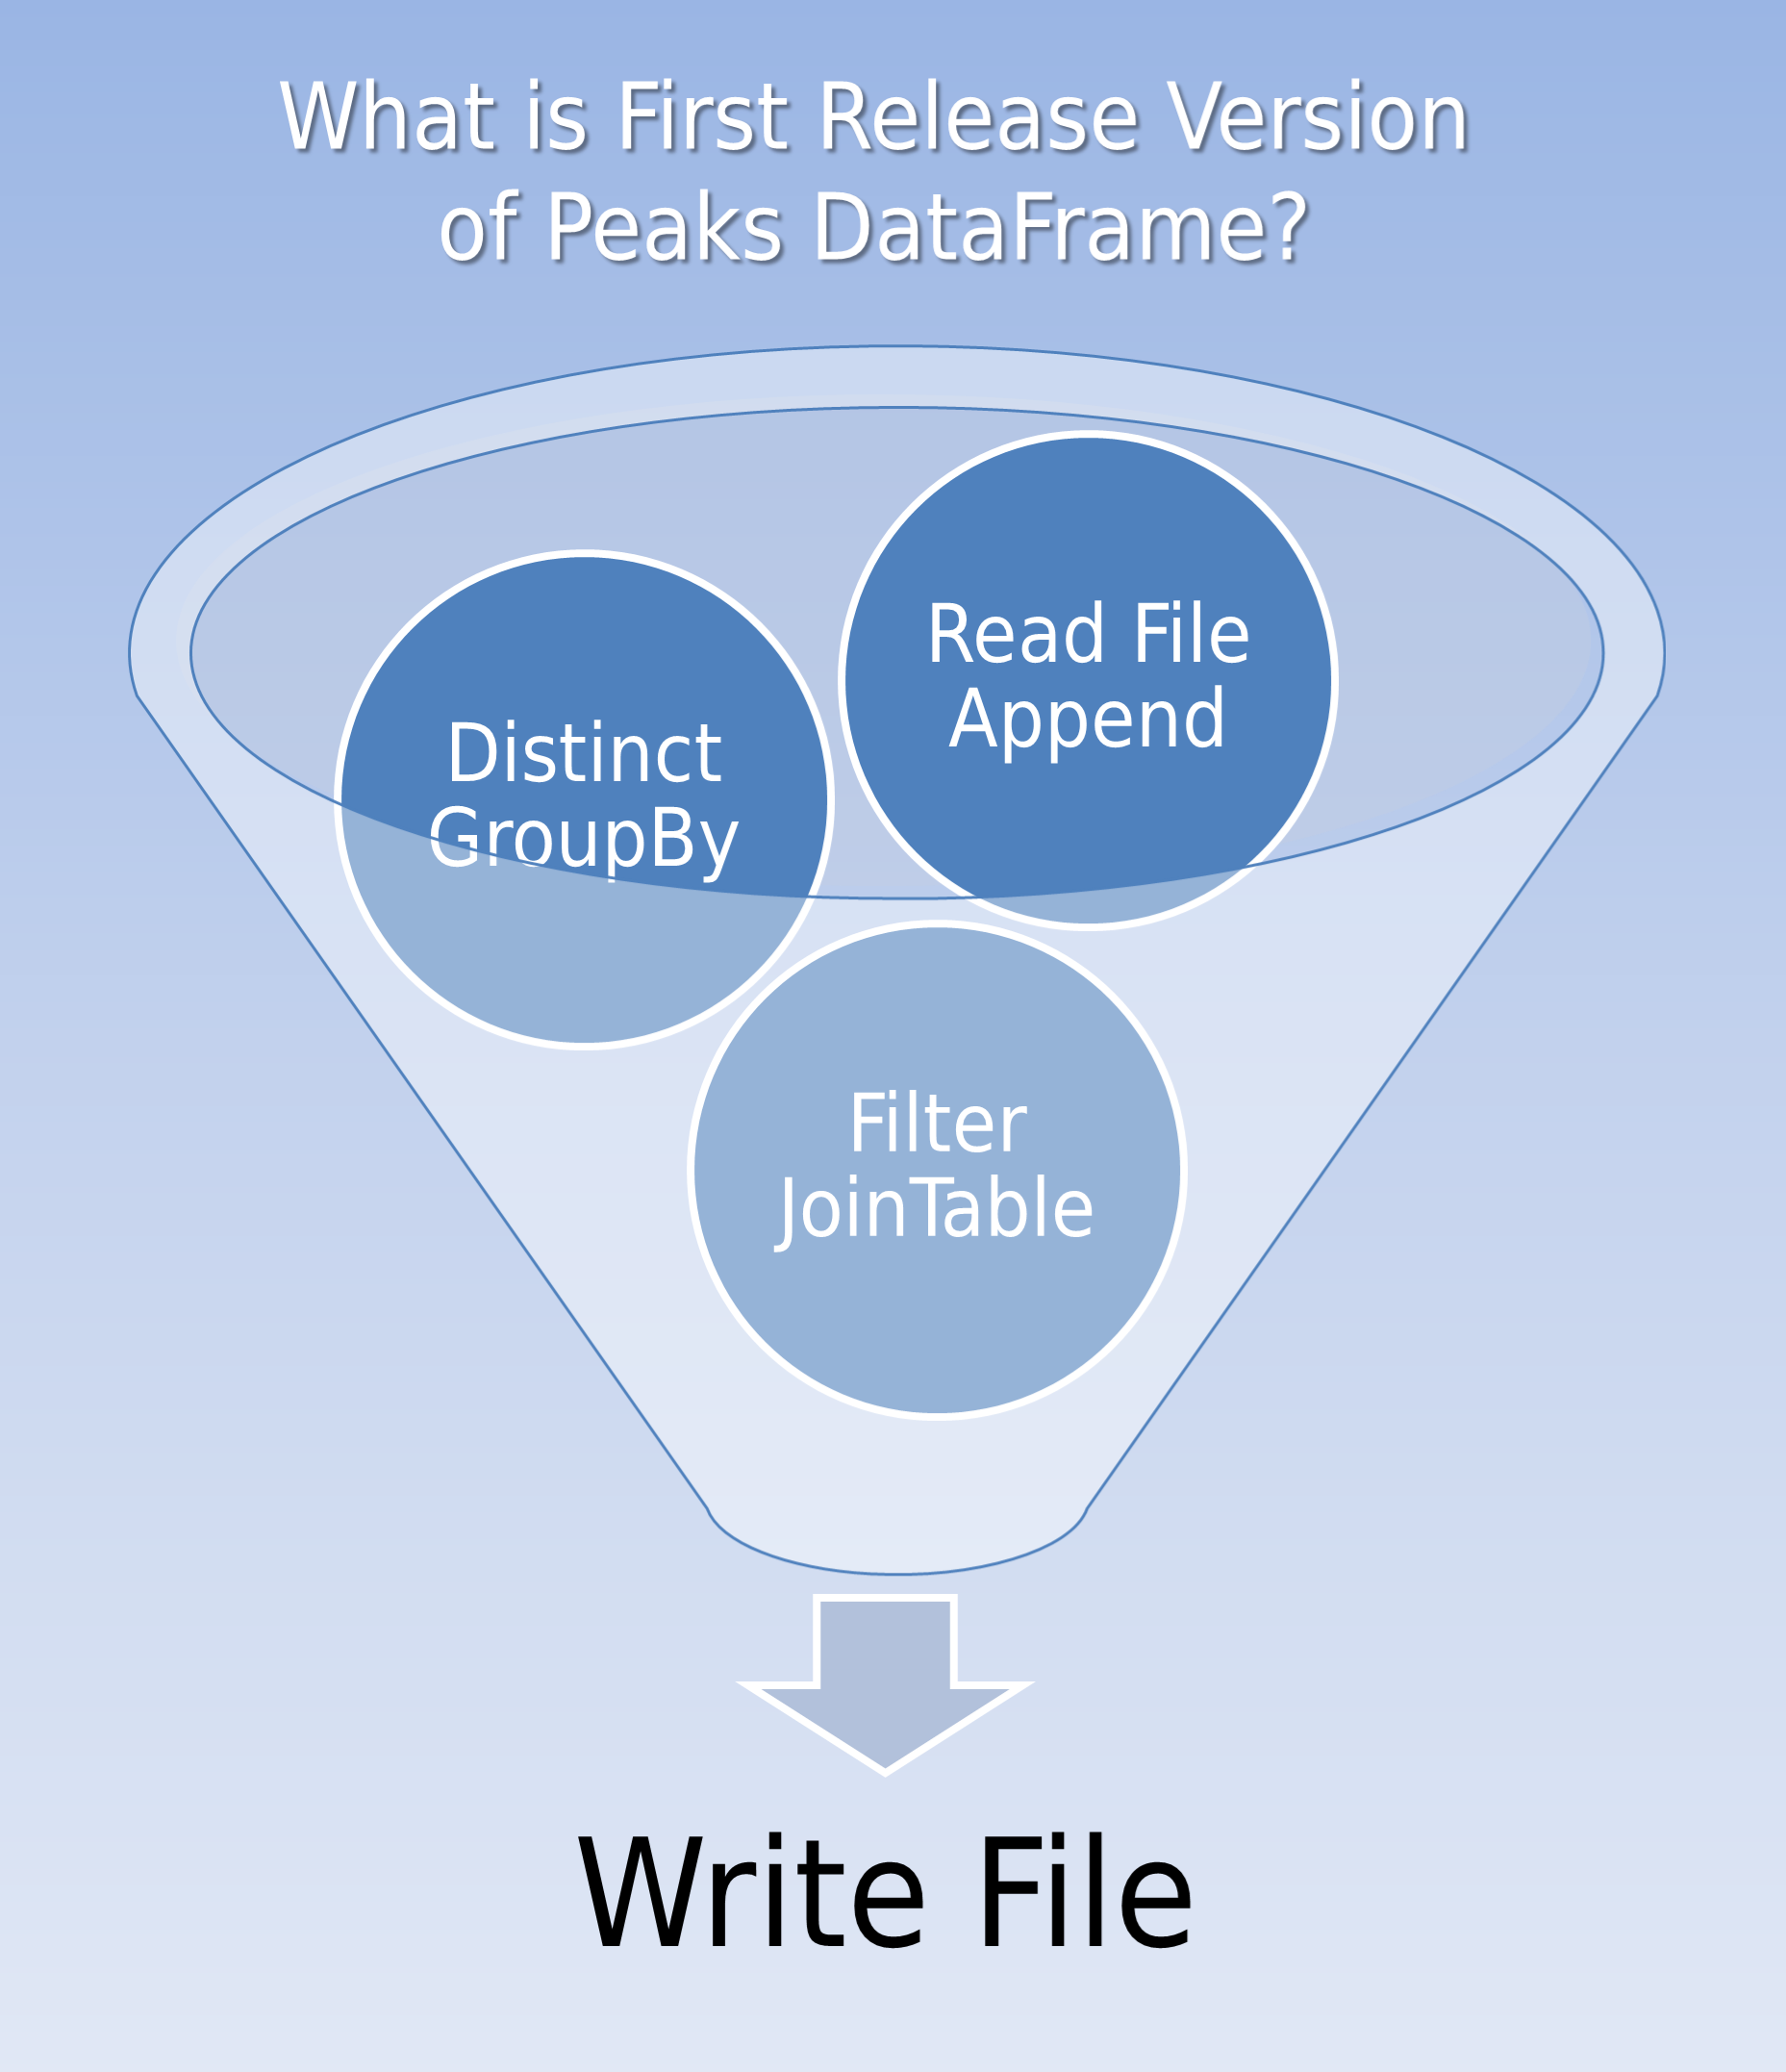 What is First Release Version
of Peaks DataFrame?
Read File
Append
Distinct
GroupBy
Filter
JoinTable
Write File